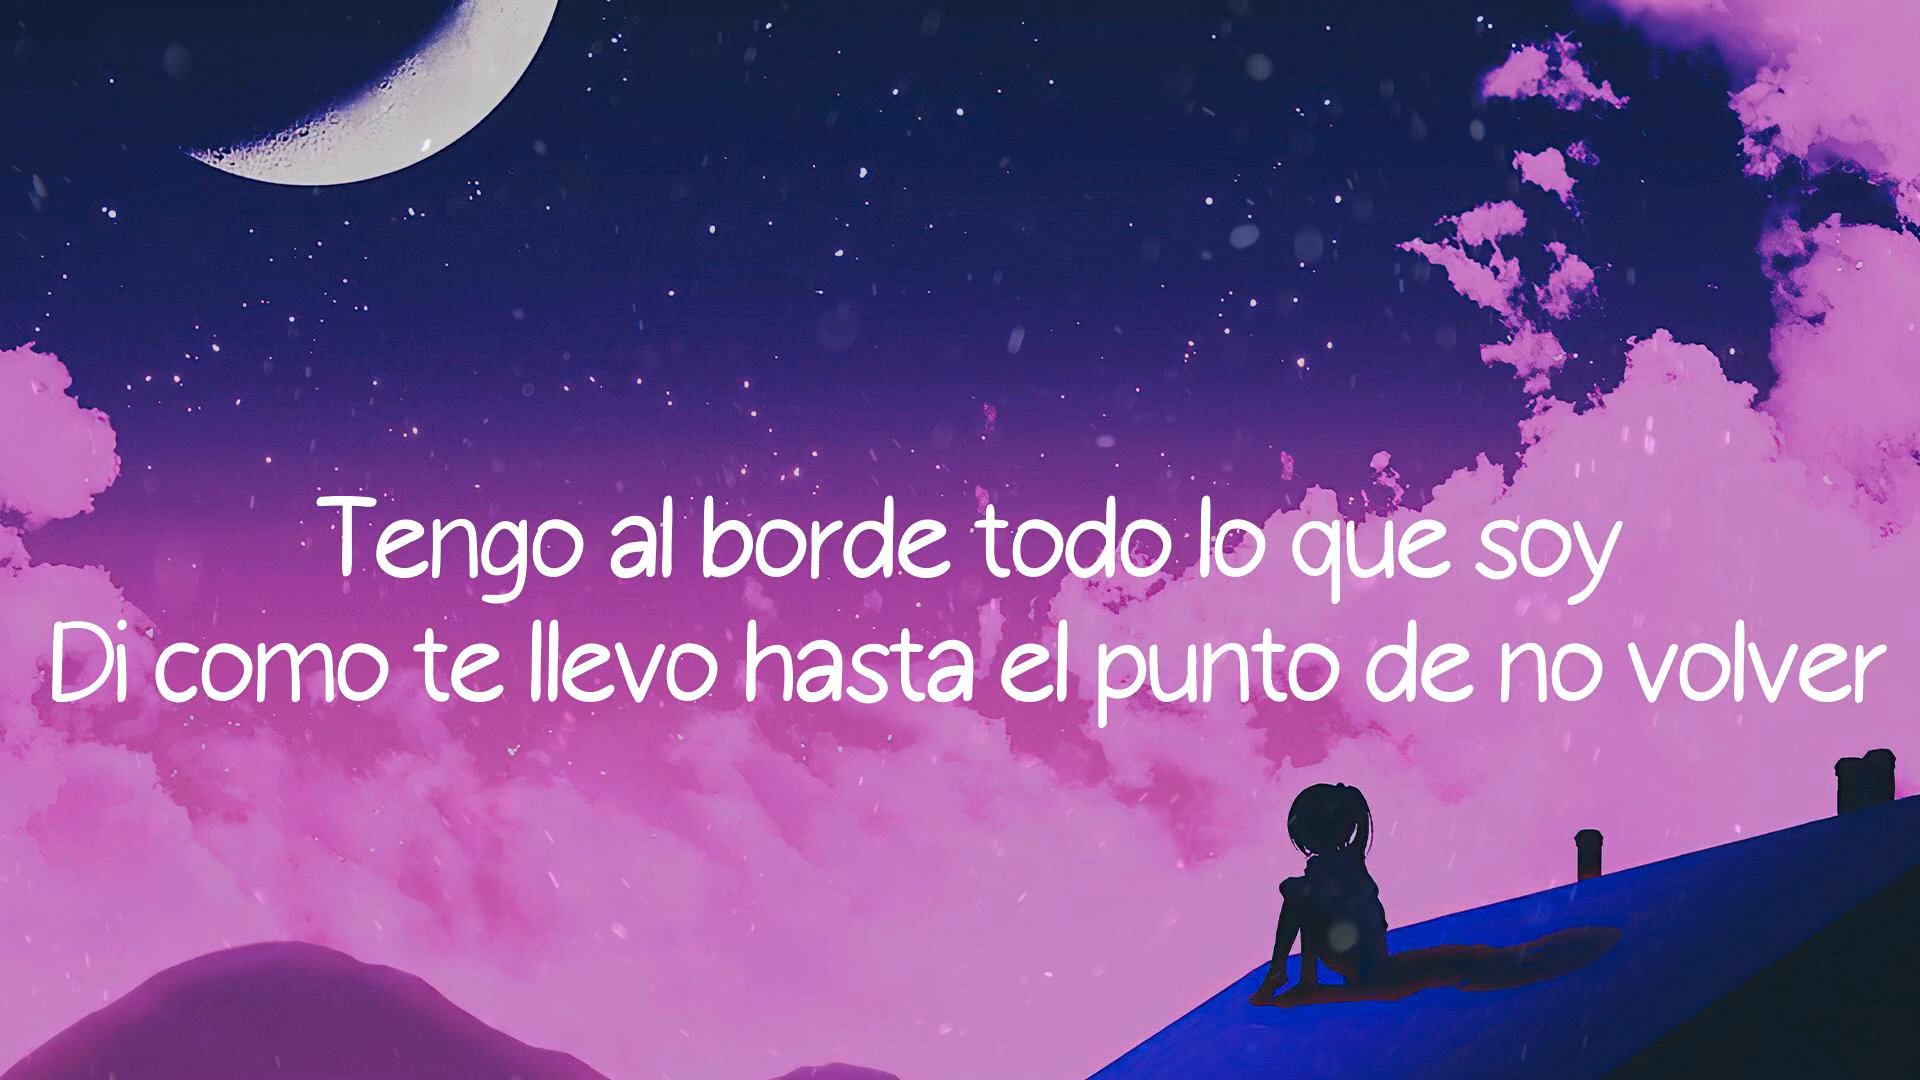 Tengo al borde todo lo que soy
Di como te llevo hasta el punto de no volver